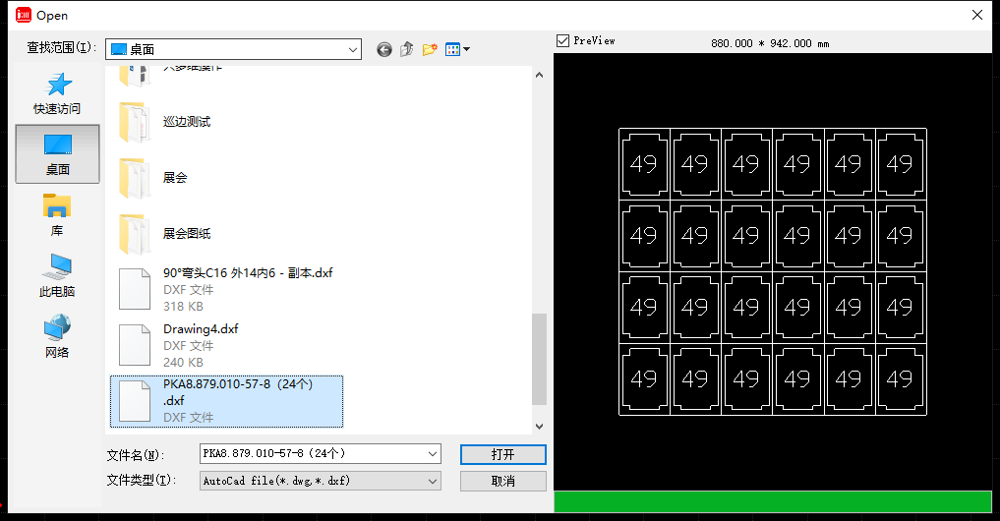 Open
查找范围(I):
桌面
PreView
880.000 * 942.000 mm
快速访问
桌面
库
此电脑
网络
巡边测试
展会
展会图纸
90°弯头C16 外14内6 - 副本.dxf
DXF 文件
318 KB
Drawing4.dxf
DXF 文件
240 KB
PKA8.879.010-57-8（24个）
.dxf
DXF 文件
文件名(N):
PKA8.879.010-57-8（24个）
打开
文件类型(T):
AutoCad file(*.dwg,*.dxf)
取消
49 49 49 49 49 49
49 49 49 49 49 49
49 49 49 49 49 49
49 49 49 49 49 49